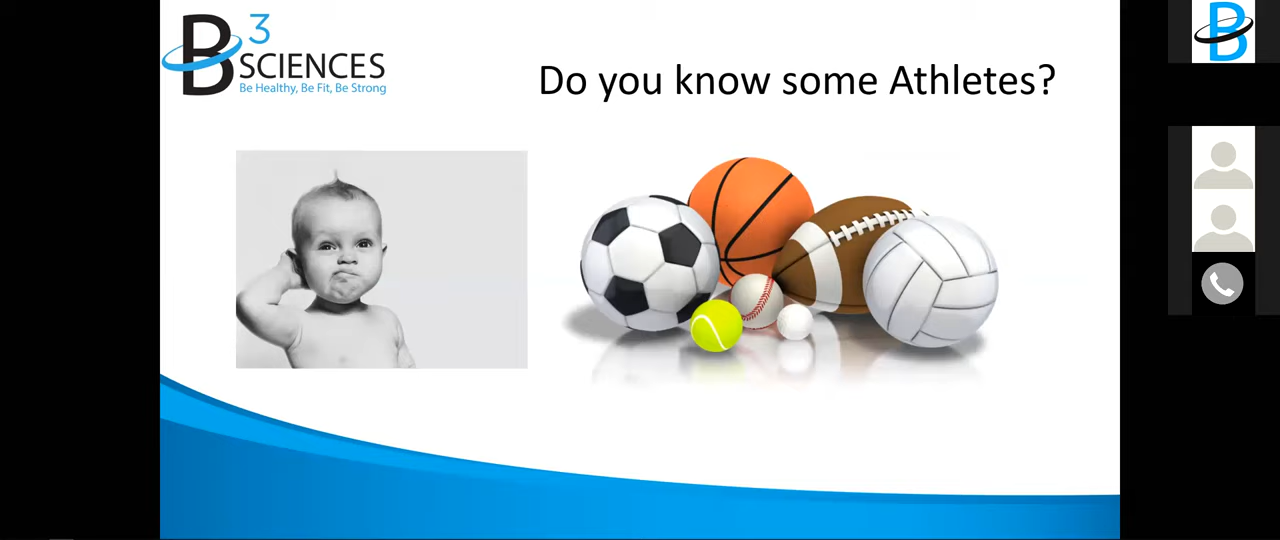 B3
SCIENCES
Be Healthy, Be Fit, Be Strong
Do you know some Athletes?
B